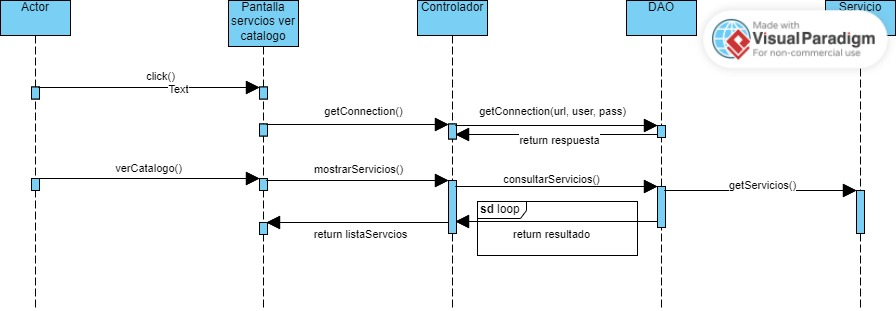 Actor
Pantalla
servcios ver
catalogo
Controlador
DAO
Servicio
Made with
Visual Paradigm
For non-commercial use
click()
Text
getConnection()
getConnection(url, user, pass)
return respuesta
verCatalogo()
mostrarServicios()
consultarServicios()
getServicios()
sd loop
return listaServcios
return resultado